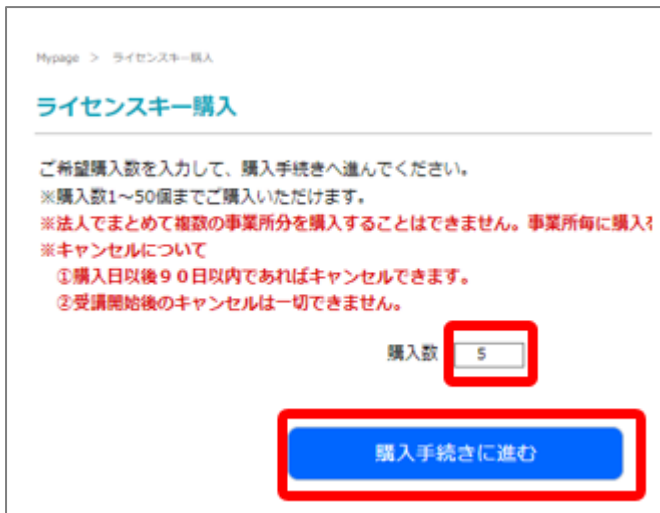 Mypage ＞ ライセンスキー購入
ライセンスキー購入
ご希望購入数を入力して、購入手続きへ進んでください。
※購入数1～50個までご購入いただけます。
※法人でまとめて複数の事業所分を購入することはできません。事業所毎に購入を
※キャンセルについて
①購入日以後９０日以内であればキャンセルできます。
②受講開始後のキャンセルは一切できません。
購入数 5
購入手続きに進む